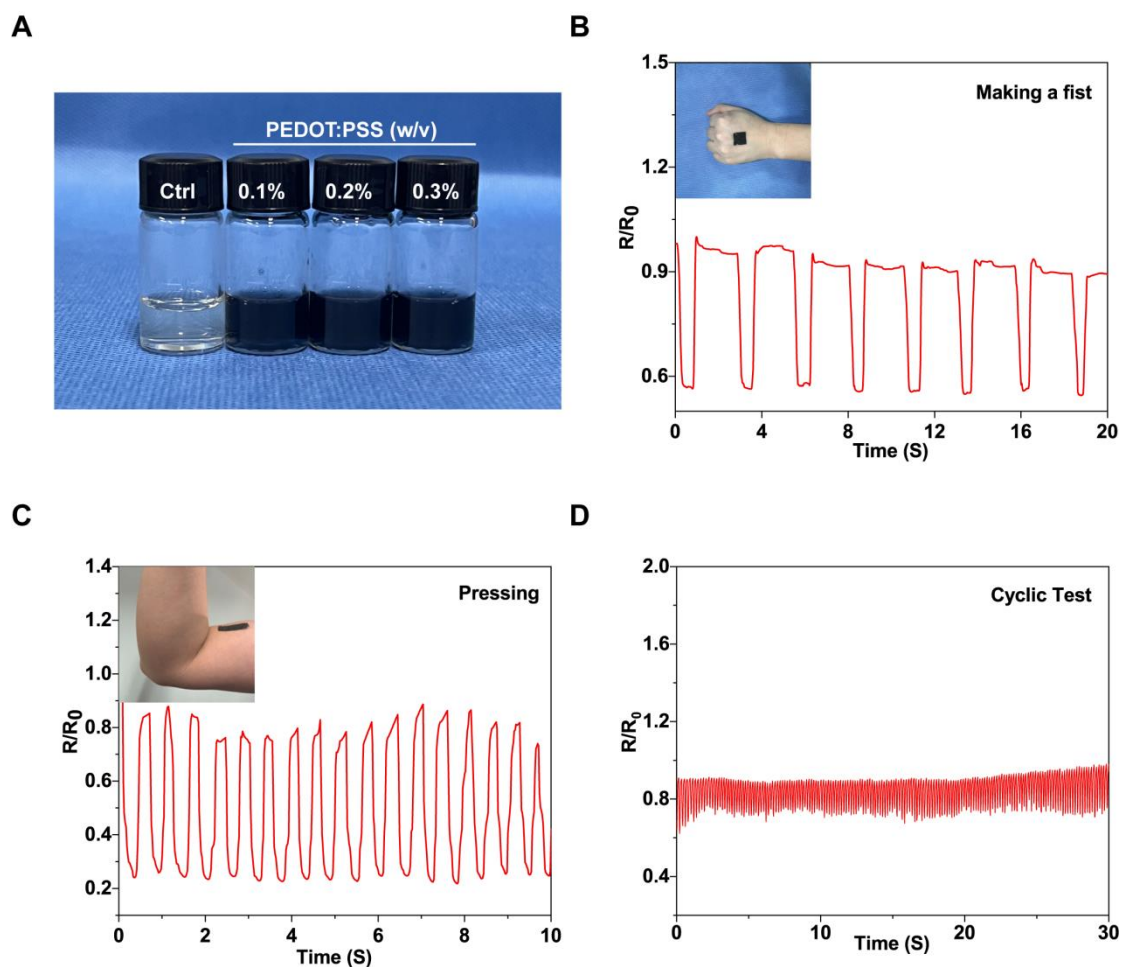 A
PEDOT:PSS (w/v)
Ctrl
0.1%
0.2%
0.3%
B
1.5
1.2
0.9
0.6
R/R0
Making a fist
0
4
8
12
16
20
Time (S)
C
1.4
1.2
1.0
0.8
0.6
0.4
0.2
R/R0
Pressing
0
2
4
6
8
10
Time (S)
D
2.0
1.6
1.2
0.8
0.4
R/R0
Cyclic Test
0
10
20
30
Time (S)